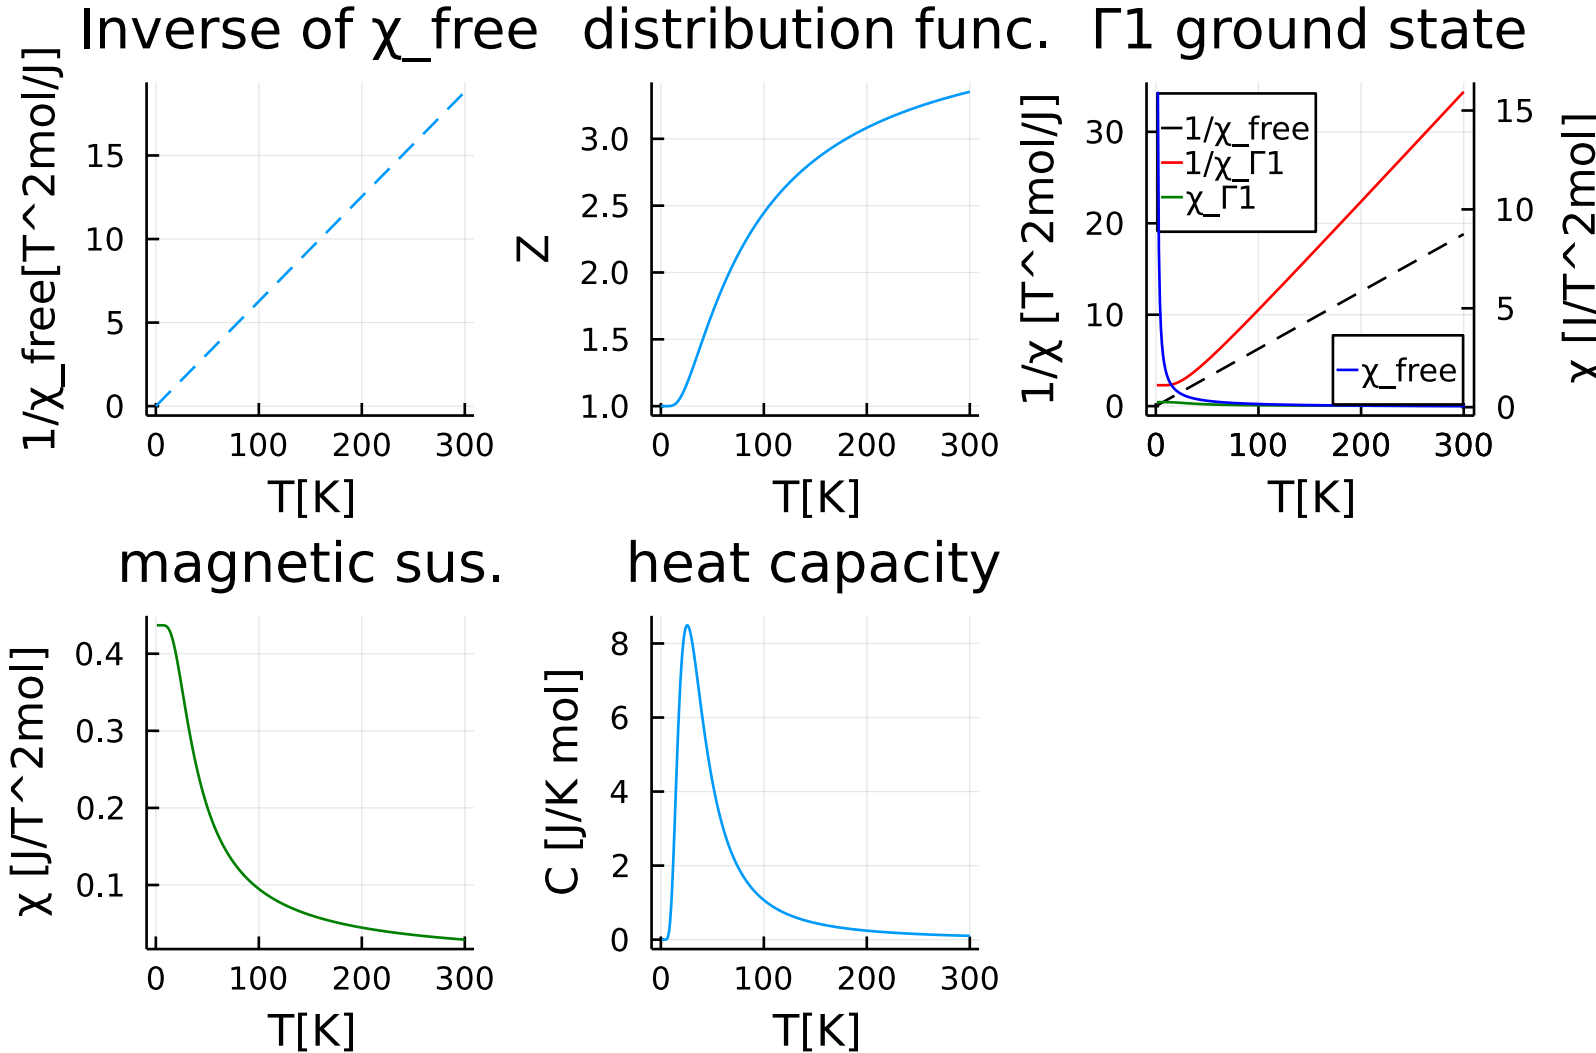 Inverse of χ_free
1/χ_free[T^2mol/J]
15
10
5
0
0 100 200 300
T[K]
distribution func.
Z
3.0
2.5
2.0
1.5
1.0
0 100 200 300
T[K]
Γ1 ground state
1/χ [T^2mol/J]
30
20
10
0
1/χ_free
1/χ_Γ1
χ_Γ1
χ_free
15
10
5
0
χ [J/T^2mol]
0 100 200 300
T[K]
magnetic sus.
χ [J/T^2mol]
0.4
0.3
0.2
0.1
0 100 200 300
T[K]
heat capacity
C [J/K mol]
8
6
4
2
0
0 100 200 300
T[K]